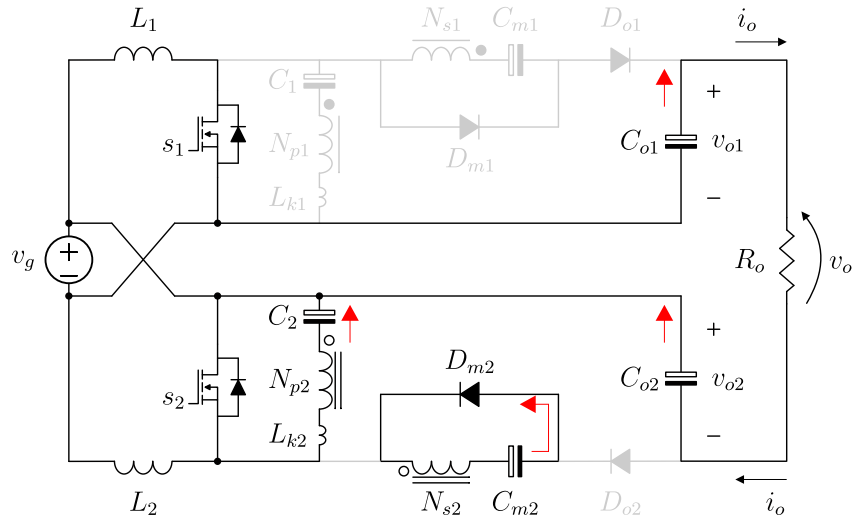 L₁
Nₛ₁
Cₘ₁
Dₒ₁
iₒ
C₁
+
s₁
Nₚ₁
Dₘ₁
Cₒ₁
vₒ₁
Lₖ₁
−
v_g
+
−
Rₒ
vₒ
C₂
+
Dₘ₂
s₂
Nₚ₂
Cₒ₂
vₒ₂
Lₖ₂
−
L₂
Nₛ₂
Cₘ₂
Dₒ₂
iₒ